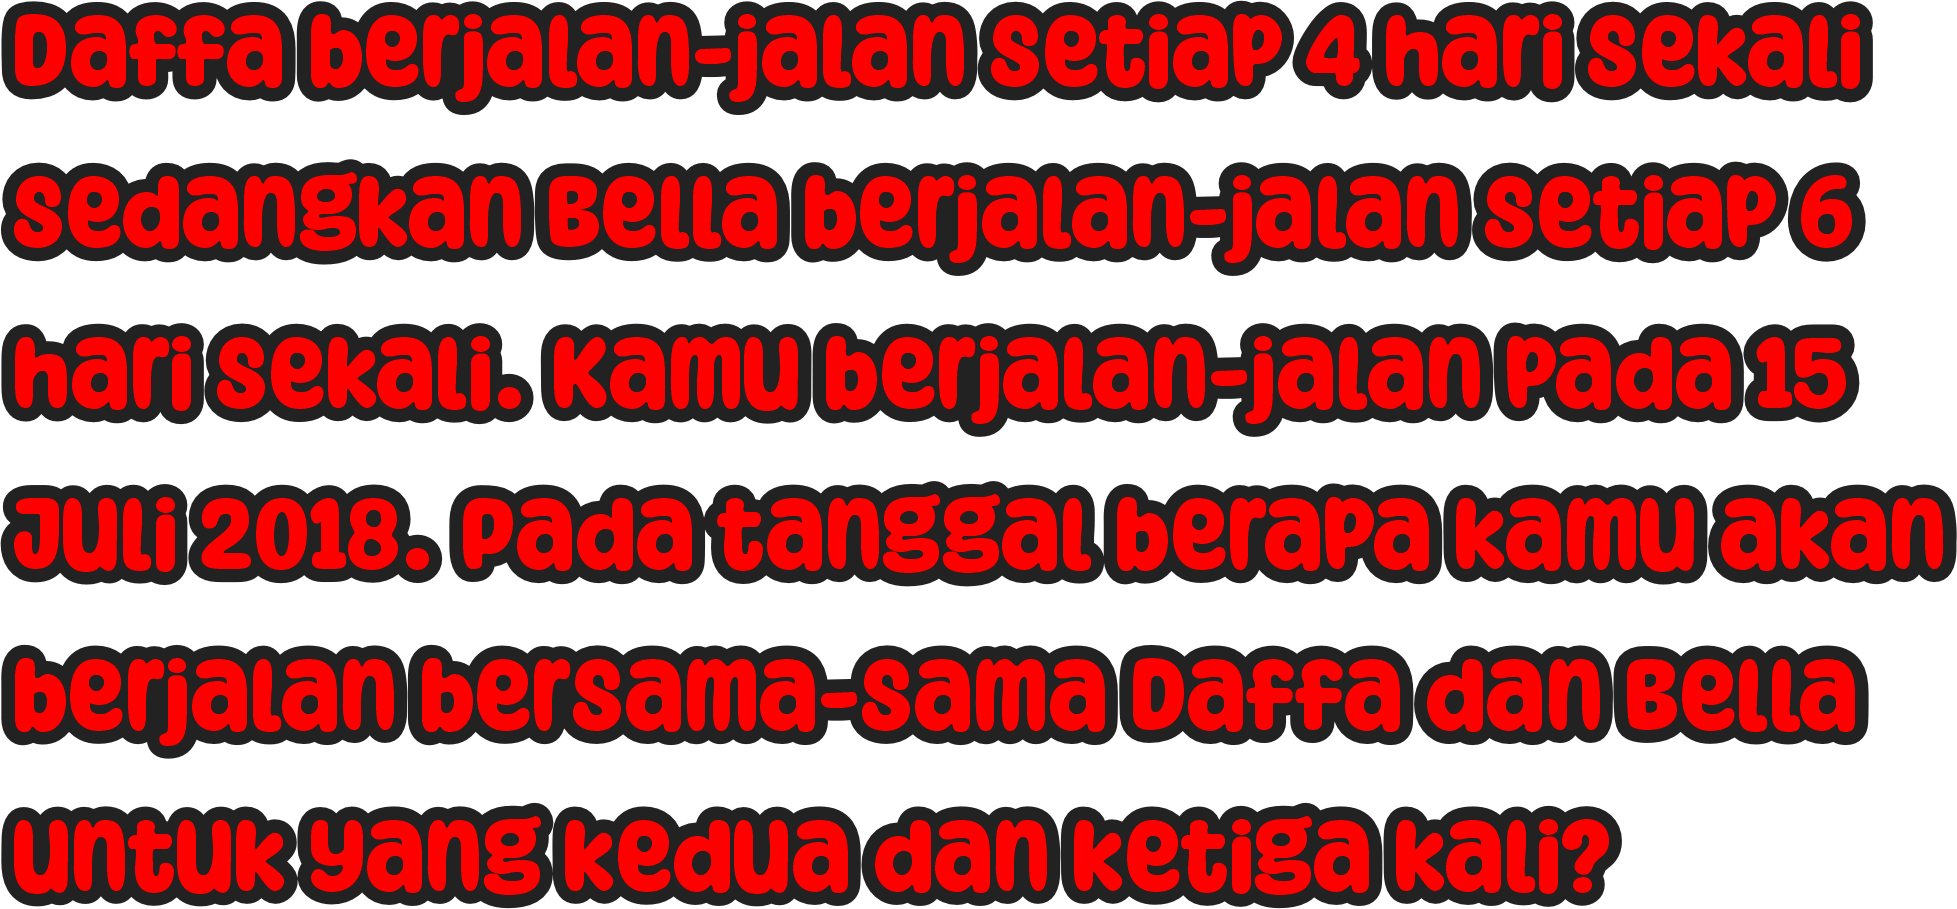 Daffa berjalan-jalan setiap 4 hari sekali
sedangkan Bella berjalan-jalan setiap 6
hari sekali. Kamu berjalan-jalan pada 15
Juli 2018. Pada tanggal berapa kamu akan
berjalan bersama-sama Daffa dan Bella
untuk yang kedua dan ketiga kali?